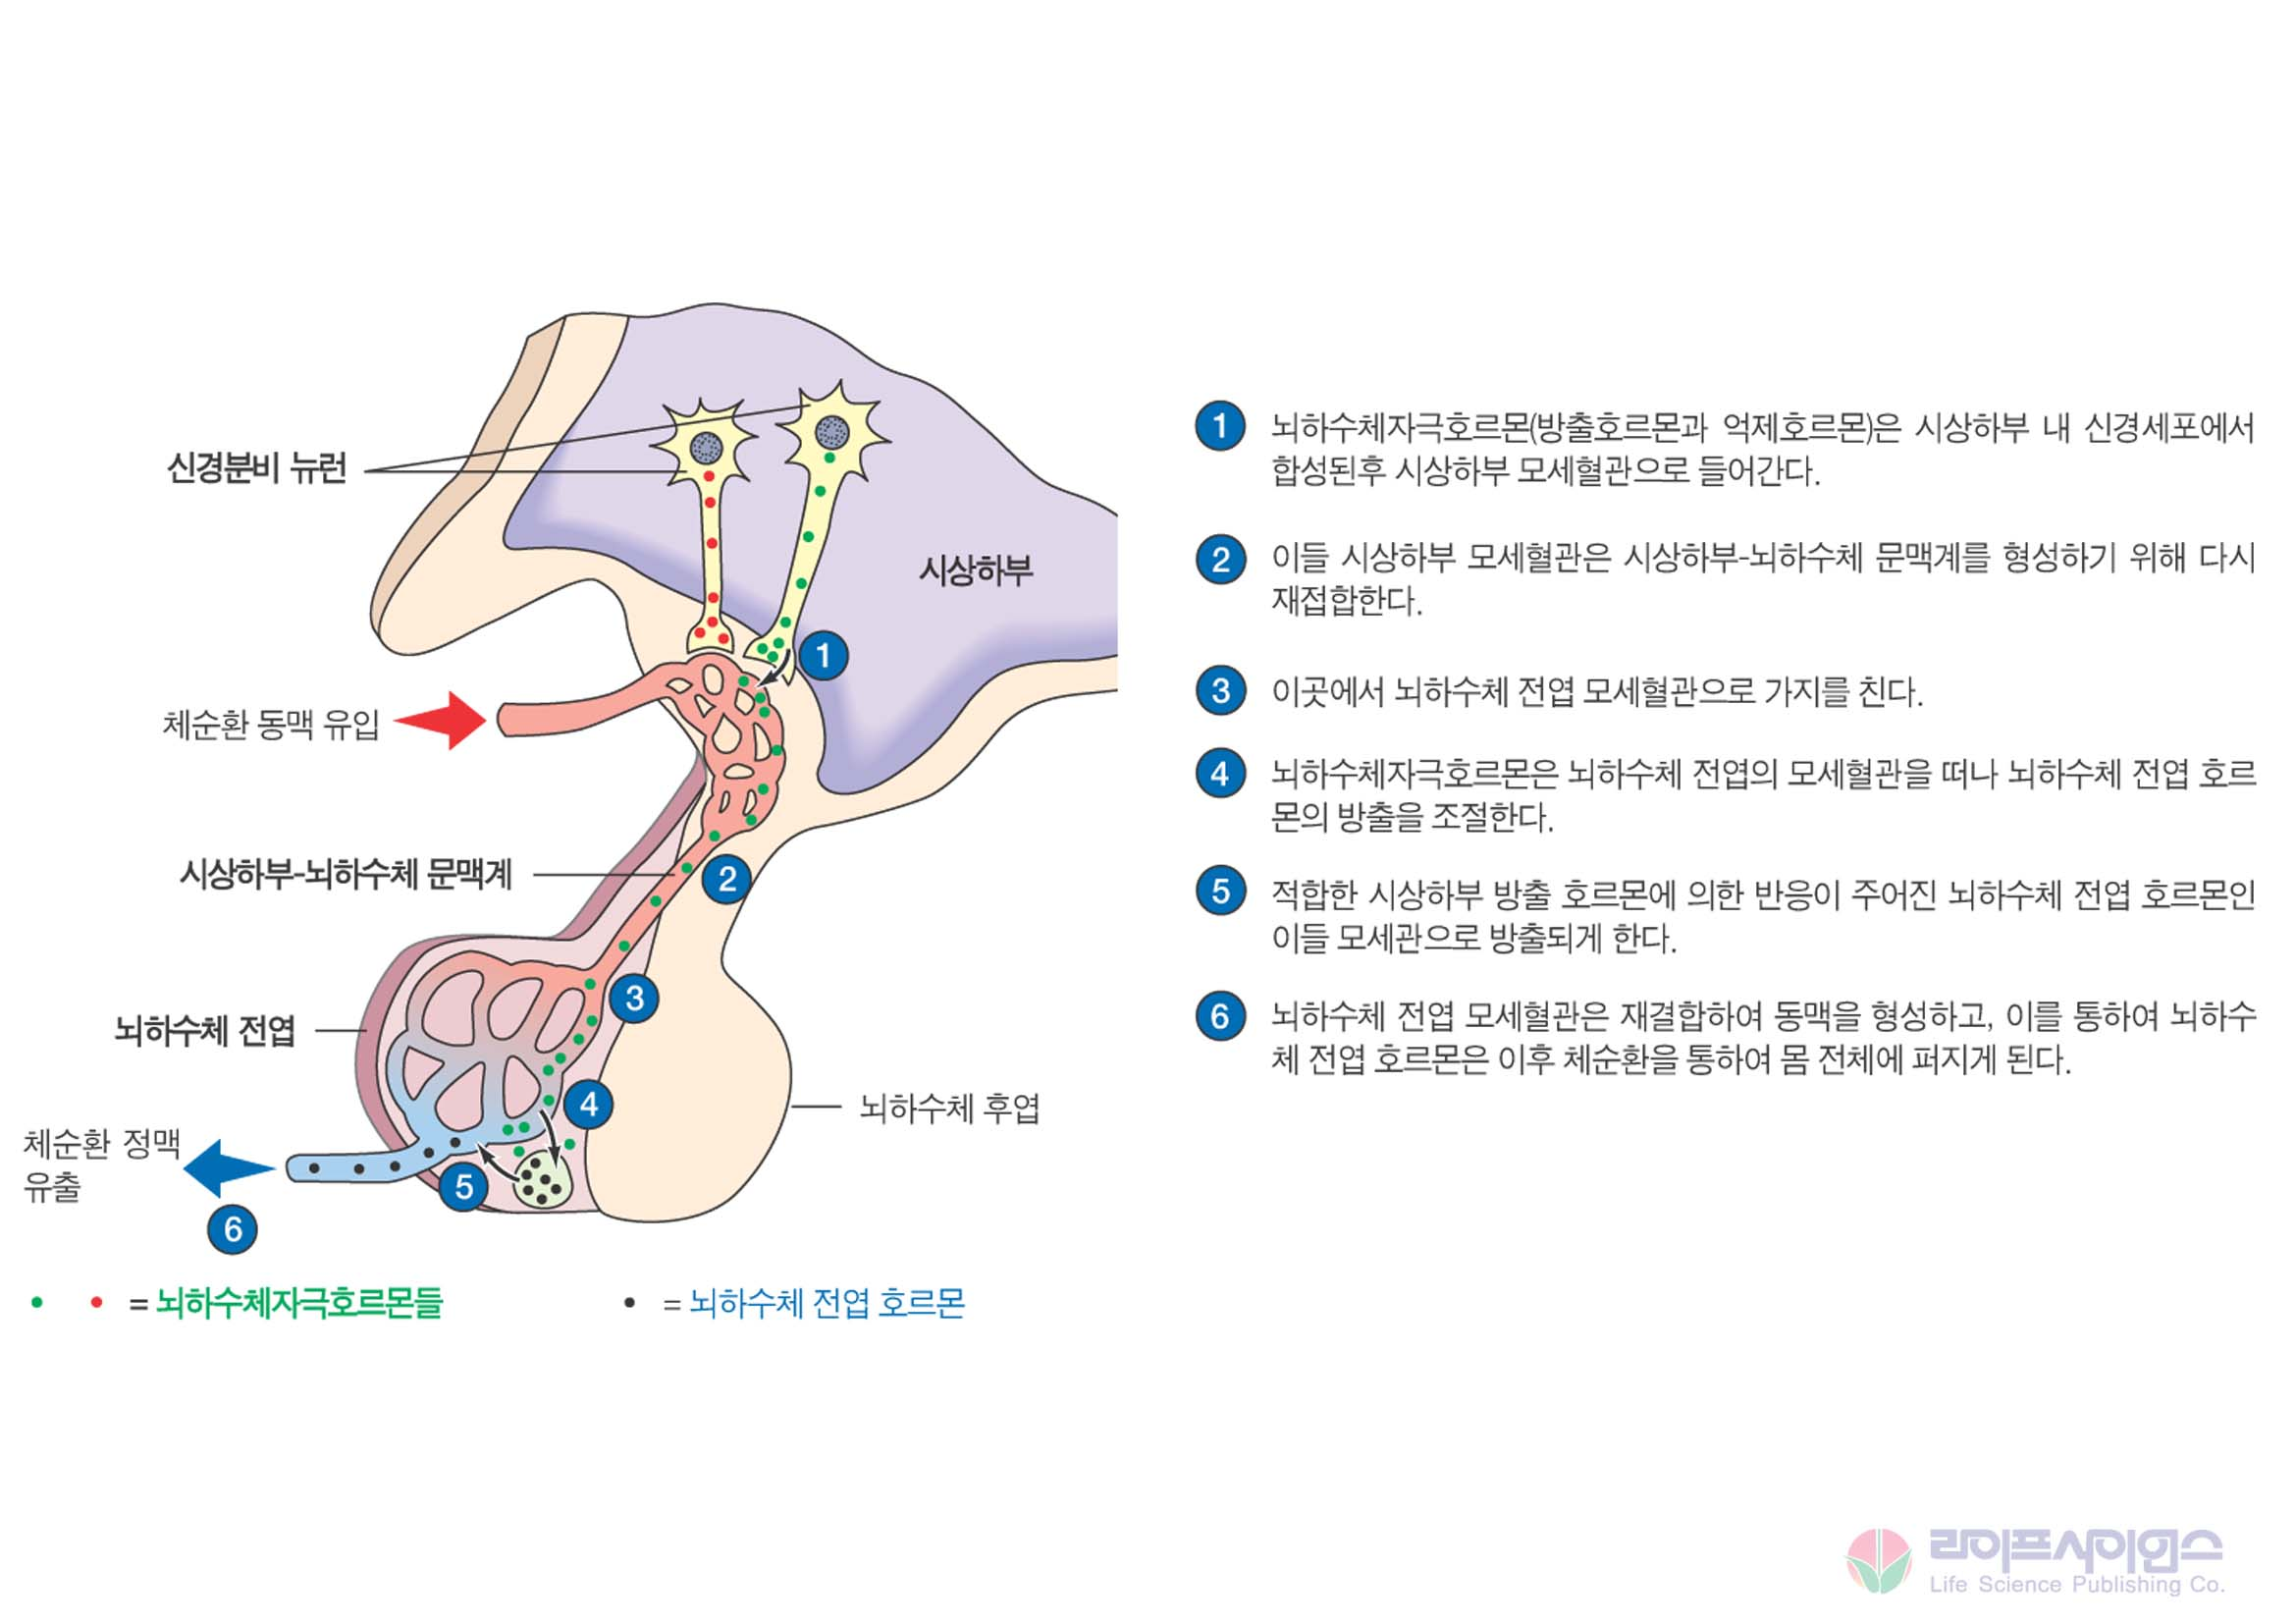 신경분비 뉴런
시상하부
1
체순환 동맥 유입
시상하부-뇌하수체 문맥계
2
3
뇌하수체 전엽
4
뇌하수체 후엽
체순환 정맥
유출
5
6
= 뇌하수체자극호르몬들
= 뇌하수체 전엽 호르몬
1 뇌하수체자극호르몬(방출호르몬과 억제호르몬)은 시상하부 내 신경세포에서
합성된후 시상하부 모세혈관으로 들어간다.
2 이들 시상하부 모세혈관은 시상하부-뇌하수체 문맥계를 형성하기 위해 다시
재접합한다.
3 이곳에서 뇌하수체 전엽 모세혈관으로 가지를 친다.
4 뇌하수체자극호르몬은 뇌하수체 전엽의 모세혈관을 떠나 뇌하수체 전엽 호르
몬의 방출을 조절한다.
5 적합한 시상하부 방출 호르몬에 의한 반응이 주어진 뇌하수체 전엽 호르몬인
이들 모세관으로 방출되게 한다.
6 뇌하수체 전엽 모세혈관은 재결합하여 동맥을 형성하고, 이를 통하여 뇌하수
체 전엽 호르몬은 이후 체순환을 통하여 몸 전체에 퍼지게 된다.
라이프사이언스
Life Science Publishing Co.